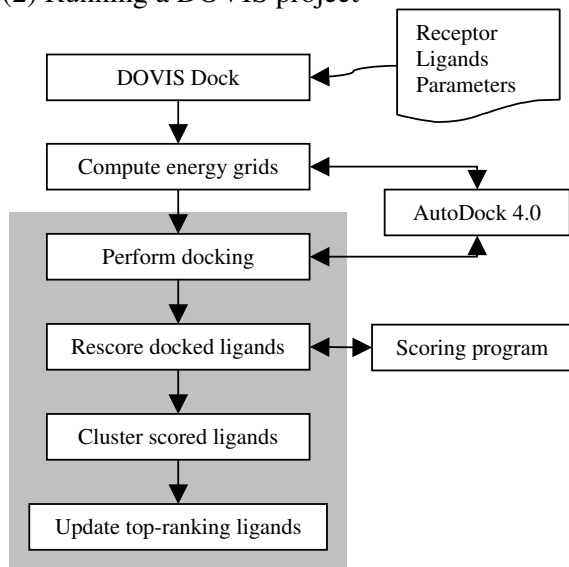 (2) Running a DOVIS project
Receptor
Ligands
Parameters
DOVIS Dock
Compute energy grids
AutoDock 4.0
Perform docking
Rescore docked ligands
Scoring program
Cluster scored ligands
Update top-ranking ligands